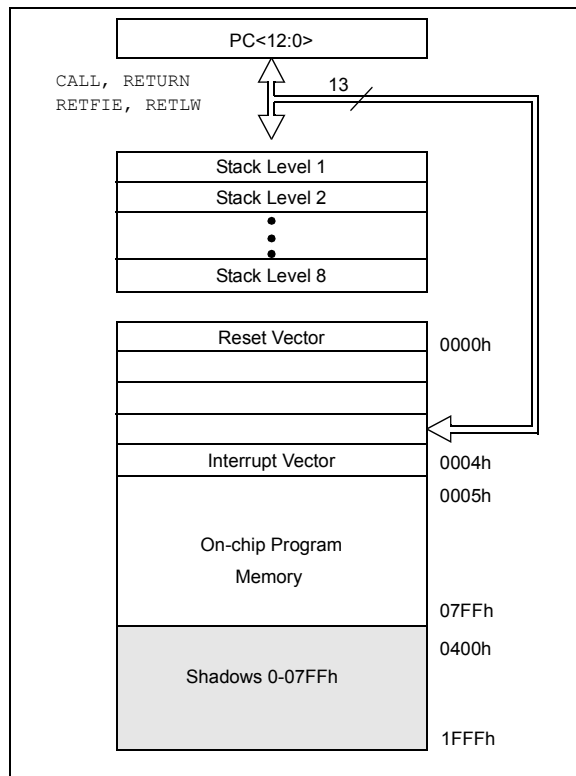 PC<12:0>
CALL, RETURN
RETFIE, RETLW
13
Stack Level 1
Stack Level 2
Stack Level 8
Reset Vector
0000h
Interrupt Vector
0004h
0005h
On-chip Program
Memory
07FFh
0400h
Shadows 0-07FFh
1FFFh